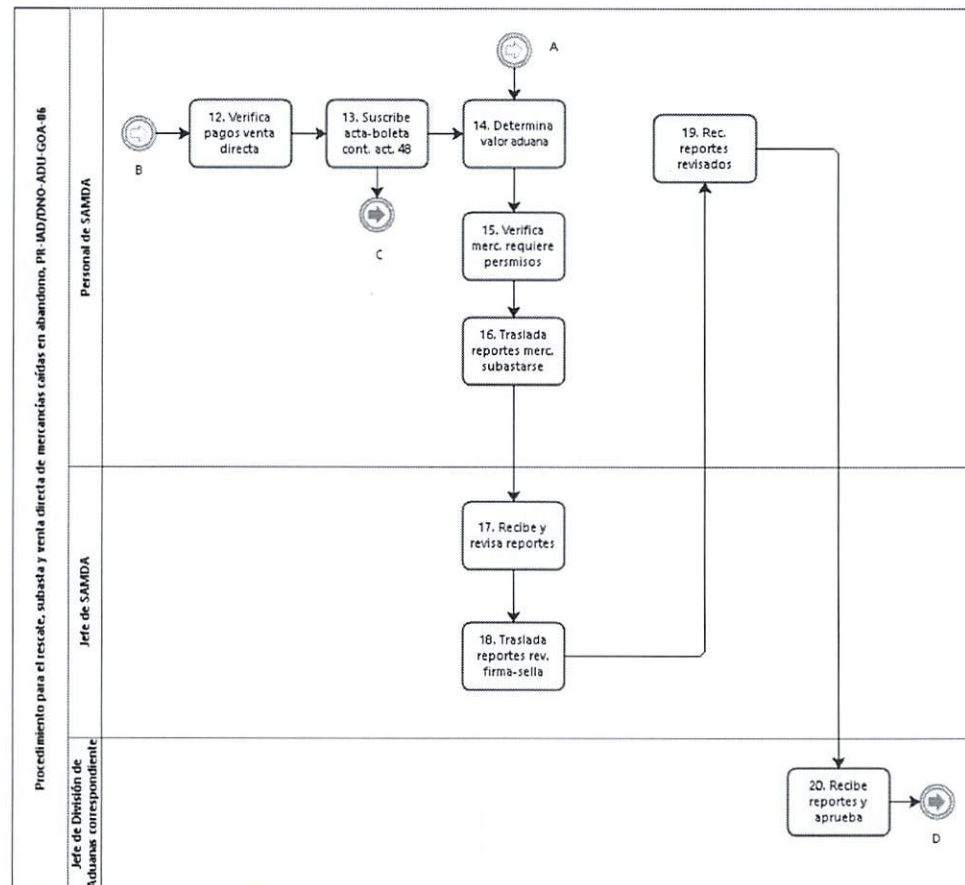 Procedimiento para el rescate, subasta y venta directa de mercancías caídas en abandono, PR-IAD/DNO-ADU-GOA-06
Personal de SAMDA
A
B
12. Verifica
pagos venta
directa
13. Suscribe
acta-boleta
cont. act. 48
C
14. Determina
valor aduana
15. Verifica
merc. requiere
persmisos
16. Traslada
reportes merc.
subastarse
19. Rec.
reportes
revisados
Jefe de SAMDA
17. Recibe y
revisa reportes
18. Traslada
reportes rev.
firma-sella
Jefe de División de
Aduanas correspondiente
20. Recibe
reportes y
aprueba
D